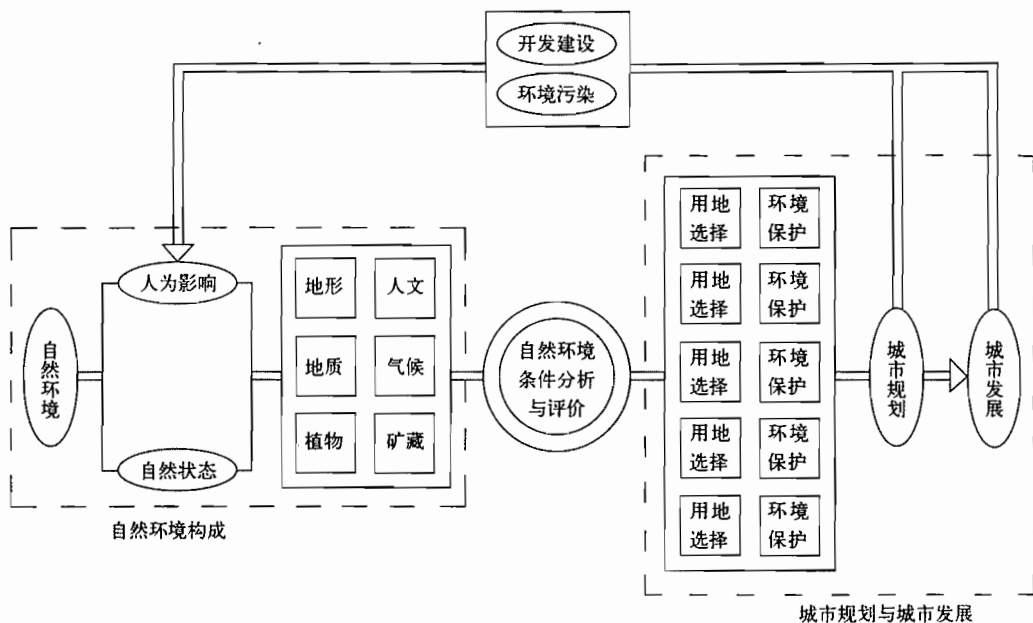 开发建设
环境污染
用地
选择
环境
保护
人为影响
地形
人文
用地
选择
环境
保护
自然环境
地质
气候
自然环境
条件分析
与评价
用地
选择
环境
保护
城市规划
城市发展
植物
矿藏
用地
选择
环境
保护
自然状态
用地
选择
环境
保护
自然环境构成
城市规划与城市发展